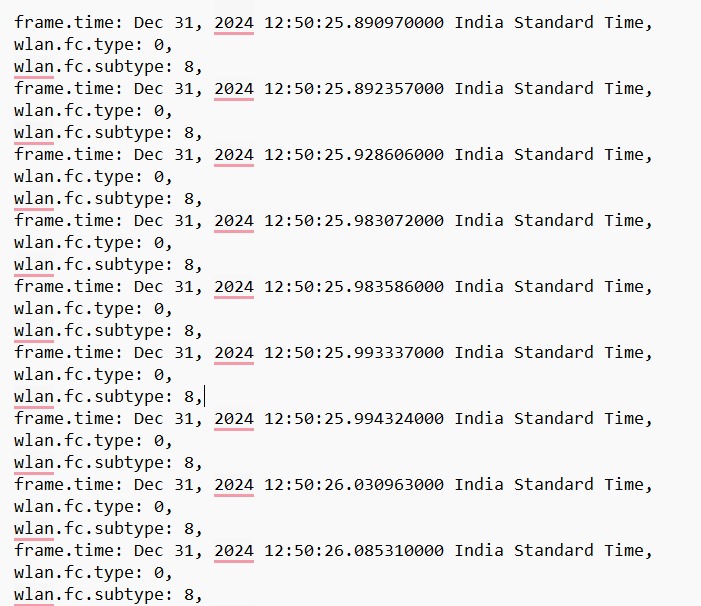 frame.time: Dec 31, 2024 12:50:25.890970000 India Standard Time,
wlan.fc.type: 0,
wlan.fc.subtype: 8,
frame.time: Dec 31, 2024 12:50:25.892357000 India Standard Time,
wlan.fc.type: 0,
wlan.fc.subtype: 8,
frame.time: Dec 31, 2024 12:50:25.928606000 India Standard Time,
wlan.fc.type: 0,
wlan.fc.subtype: 8,
frame.time: Dec 31, 2024 12:50:25.983072000 India Standard Time,
wlan.fc.type: 0,
wlan.fc.subtype: 8,
frame.time: Dec 31, 2024 12:50:25.983586000 India Standard Time,
wlan.fc.type: 0,
wlan.fc.subtype: 8,
frame.time: Dec 31, 2024 12:50:25.993337000 India Standard Time,
wlan.fc.type: 0,
wlan.fc.subtype: 8,
frame.time: Dec 31, 2024 12:50:25.994324000 India Standard Time,
wlan.fc.type: 0,
wlan.fc.subtype: 8,
frame.time: Dec 31, 2024 12:50:26.030963000 India Standard Time,
wlan.fc.type: 0,
wlan.fc.subtype: 8,
frame.time: Dec 31, 2024 12:50:26.085310000 India Standard Time,
wlan.fc.type: 0,
wlan.fc.subtype: 8,